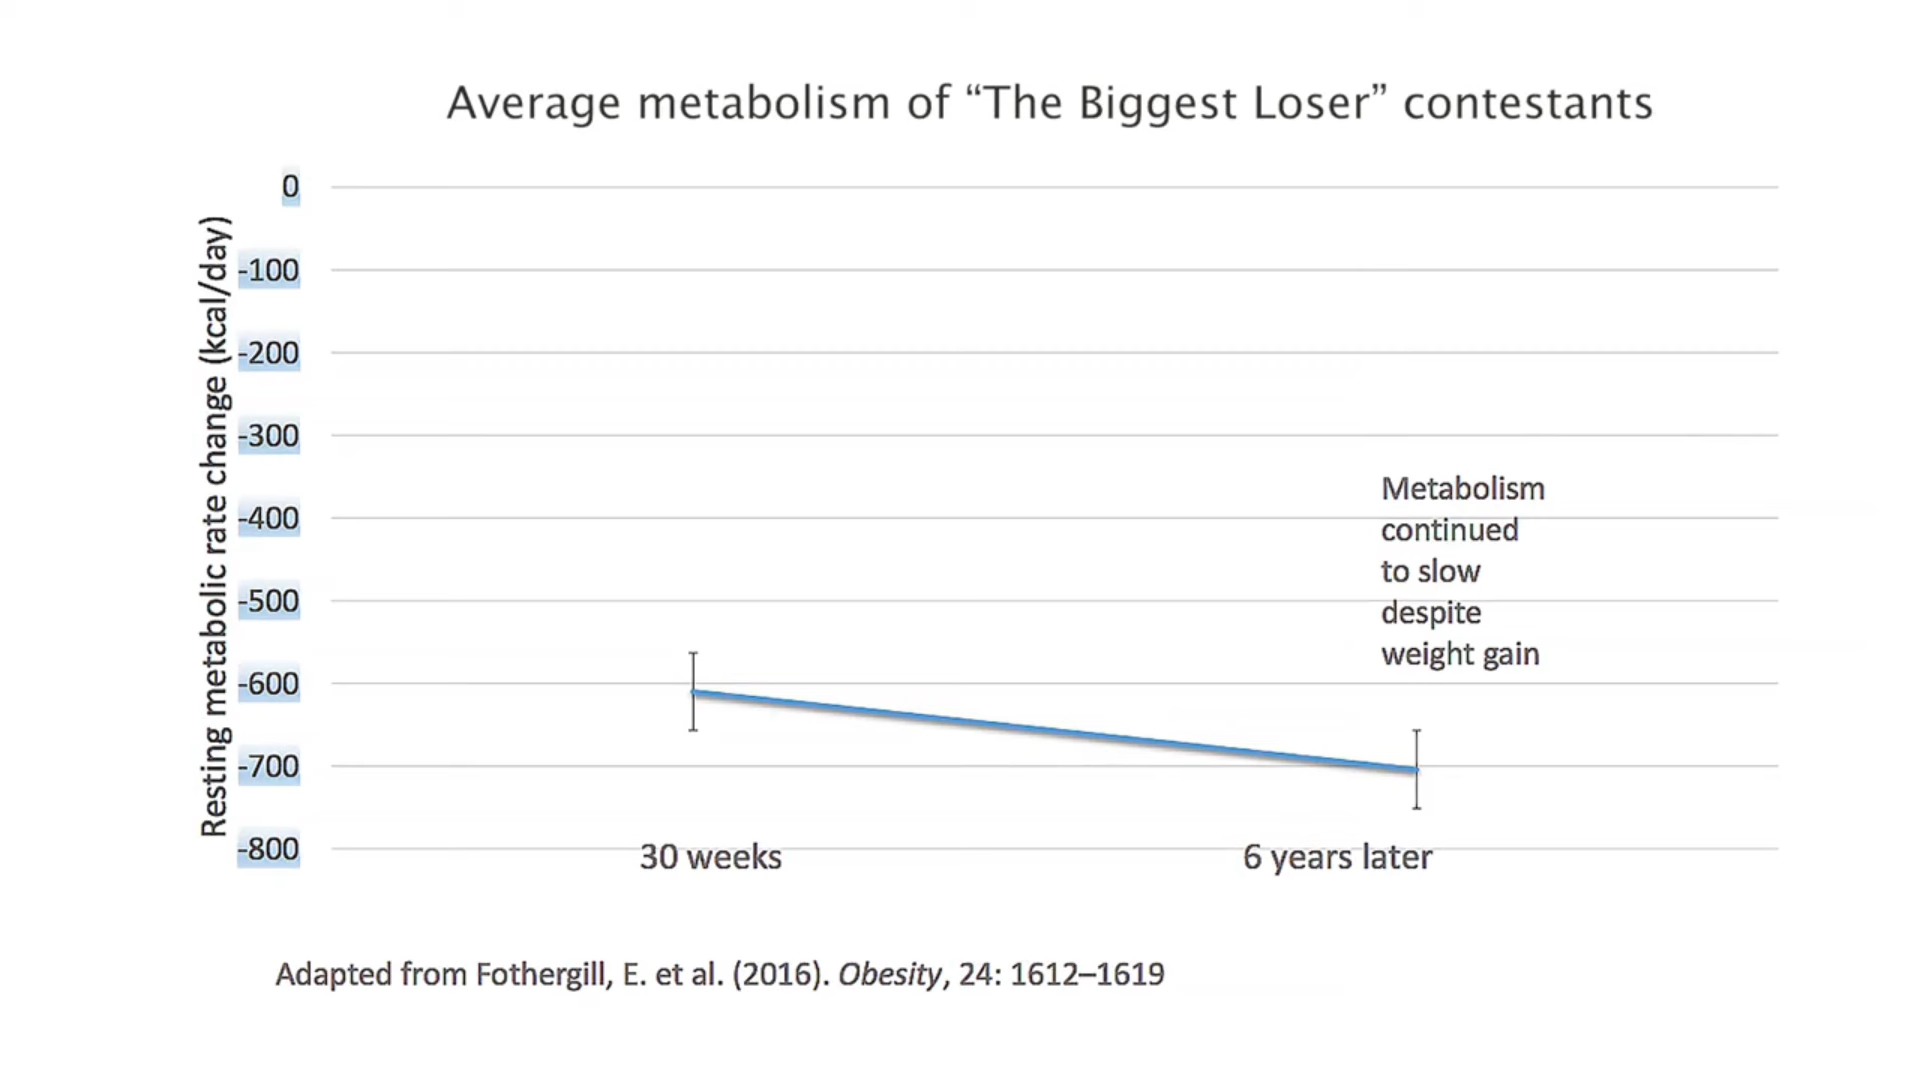 Average metabolism of “The Biggest Loser” contestants
Resting metabolic rate change (kcal/day)
0
-100
-200
-300
-400
-500
-600
-700
-800
Metabolism
continued
to slow
despite
weight gain
30 weeks
6 years later
Adapted from Fothergill, E. et al. (2016). Obesity, 24: 1612–1619